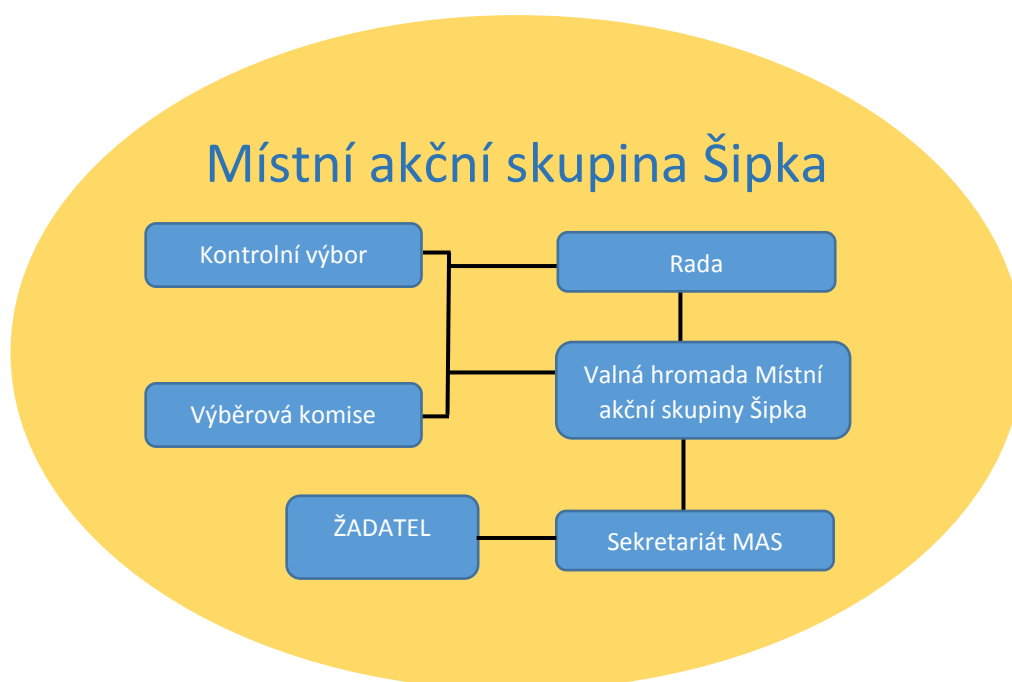 Místní akční skupina Šipka
Kontrolní výbor
Rada
Valná hromada Místní
akční skupiny Šipka
Výběrová komise
ŽADATEL
Sekretariát MAS